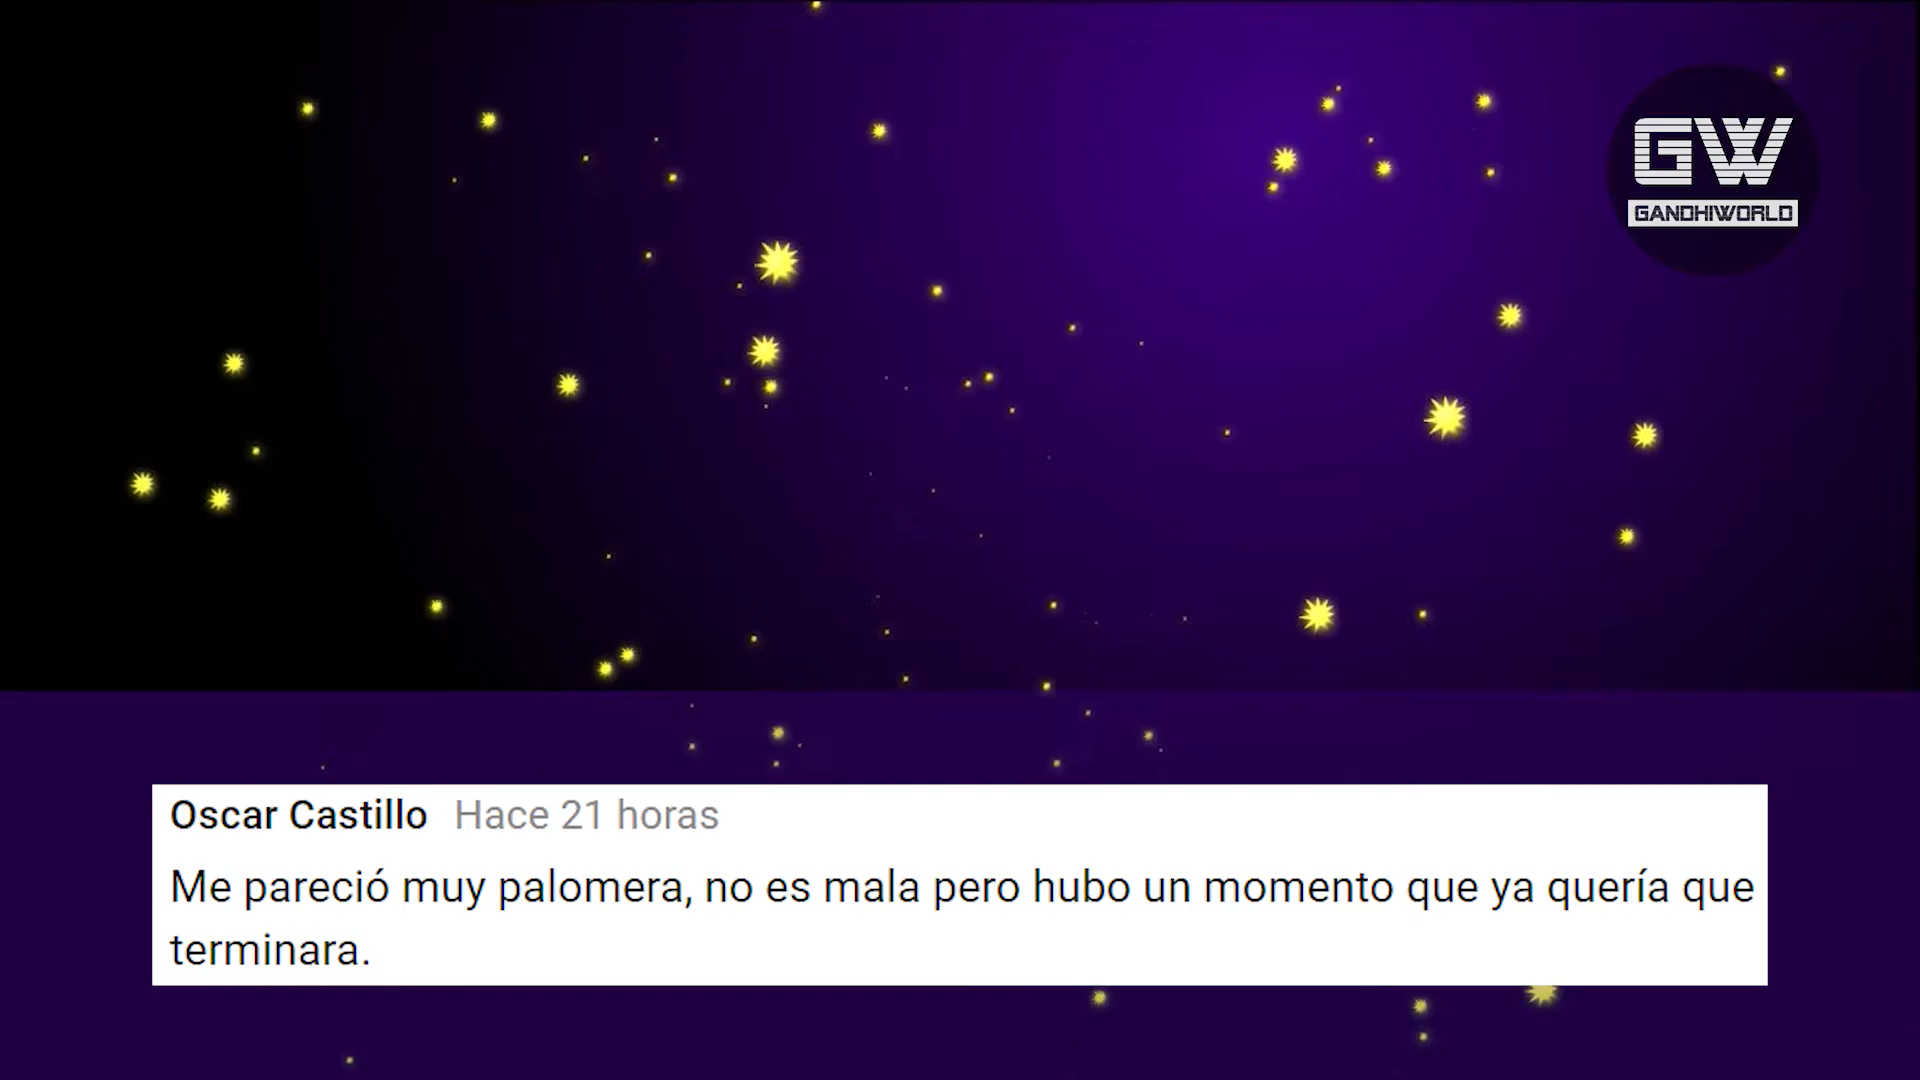 GW
GANDHIWORLD
Oscar Castillo Hace 21 horas
Me pareció muy palomera, no es mala pero hubo un momento que ya quería que
terminara.